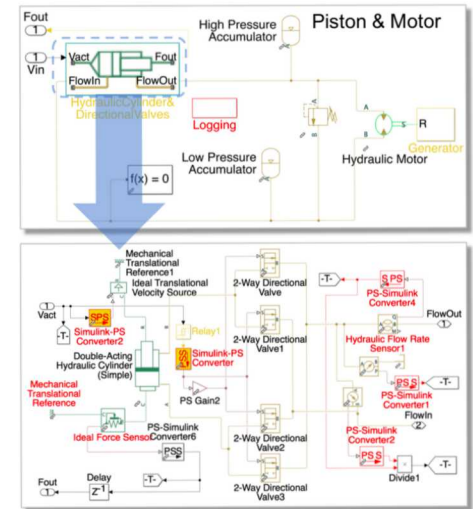 Fout
1
Piston & Motor
High Pressure
Accumulator
1
Vin
Vact
Fout
FlowIn
FlowOut
HydraulicCylinder&
DirectionalValves
Logging
A
B
A
B
S
R
Generator
Hydraulic Motor
Low Pressure
Accumulator
f(x) = 0
Mechanical
Translational
Reference1
Ideal Translational
Velocity Source
1
Vact
SPS
Simulink-PS
Converter2
-T-
Relay1
Double-Acting
Hydraulic Cylinder
(Simple)
Simulink-PS
Converter
PS Gain2
2-Way Directional
Valve
2-Way Directional
Valve1
2-Way Directional
Valve2
2-Way Directional
Valve3
Mechanical
Translational
Reference
Ideal Force Sensor
PS-Simulink
Converter6
PSS
Fout
1
Delay
Z-1
-T-
-T-
S PS
PS-Simulink
Converter4
FlowOut
1
Hydraulic Flow Rate
Sensor1
PS S
-T-
PS-Simulink
Converter1
FlowIn
2
PS-Simulink
Converter2
PS S
Divide1
-T-